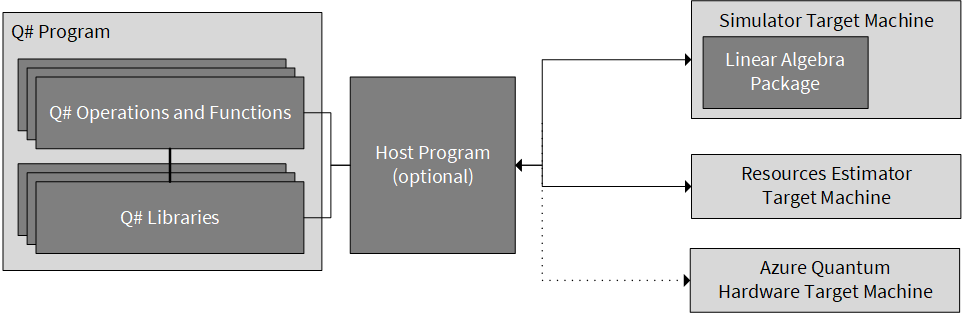 Q# Program
Q# Operations and Functions
Q# Libraries
Host Program
(optional)
Simulator Target Machine
Linear Algebra
Package
Resources Estimator
Target Machine
Azure Quantum
Hardware Target Machine